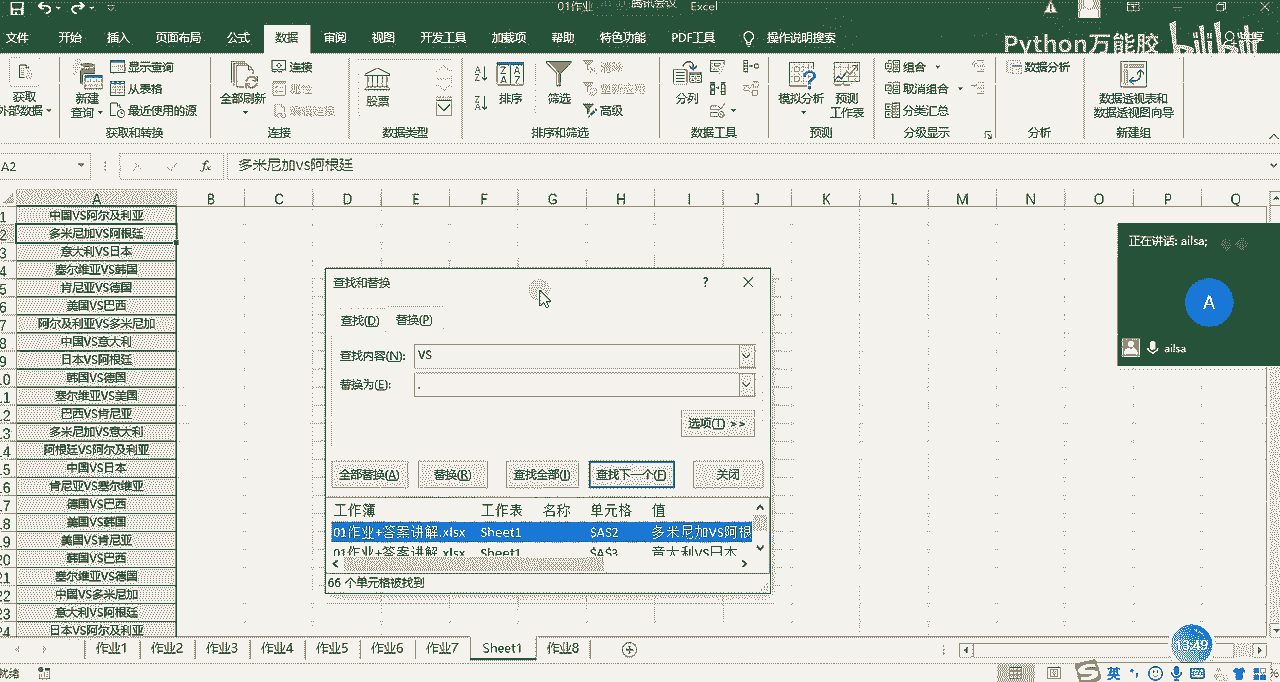 01作业 腾讯会议 Excel
文件 开始 插入 页面布局 公式 数据 审阅 视图 开发工具 加载项 帮助 特色功能 PDF工具 操作说明搜索
Python万能胶 bilibili
获取
外部数据
新建
查询
显示查询
从表格
最近使用的源
获取和转换
全部刷新
连接
属性
编辑链接
连接
股票
数据类型
排序
筛选
清除
重新应用
高级
排序和筛选
分列
数据工具
模拟分析
预测
工作表
预测
组合
取消组合
分类汇总
分级显示
数据分析
分析
数据透视表和
数据透视图向导
新建组
A2 fx 多米尼加VS阿根廷
A B C D E F G H I J K L M N O P Q
1 中国VS阿尔及利亚
2 多米尼加VS阿根廷
3 意大利VS日本
4 塞尔维亚VS韩国
5 肯尼亚VS德国
6 美国VS巴西
7 阿尔及利亚VS多米尼加
8 中国VS意大利
9 日本VS阿根廷
10 韩国VS德国
11 塞尔维亚VS美国
12 巴西VS肯尼亚
13 多米尼加VS意大利
14 阿根廷VS阿尔及利亚
15 中国VS日本
16 肯尼亚VS塞尔维亚
17 德国VS巴西
18 美国VS韩国
19 美国VS肯尼亚
20 韩国VS巴西
21 塞尔维亚VS德国
22 中国VS多米尼加
23 意大利VS阿根廷
24 日本VS阿尔及利亚
查找和替换 ?
查找(D) 替换(P)
查找内容(N): VS
替换为(E): .
选项(T) >>
全部替换(A) 替换(R) 查找全部(I) 查找下一个(F) 关闭
工作簿 工作表 名称 单元格 值
01作业+答案讲解.xlsx Sheet1 $A$2 多米尼加VS阿根
01作业+答案讲解.xlsx Sheet1 $A$3 意大利VS日本
66 个单元格被找到
正在讲话: ailsa;
A
ailsa
作业1 作业2 作业3 作业4 作业5 作业6 作业7 Sheet1 作业8
就绪
英